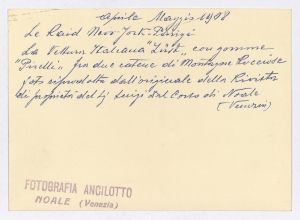 Aprile Maggio 1908
Le Raid New-York-Parigi
La Vettura Italiana "Züst", con gomme
"Pirelli", fra due catene di Montagne Rocciose
foto riprodotta dall'originale della Rivista
di proprietà del Sig Luigi Dal Corso di Noale
(Venezia)
FOTOGRAFIA ANCILOTTO
NOALE (Venezia)